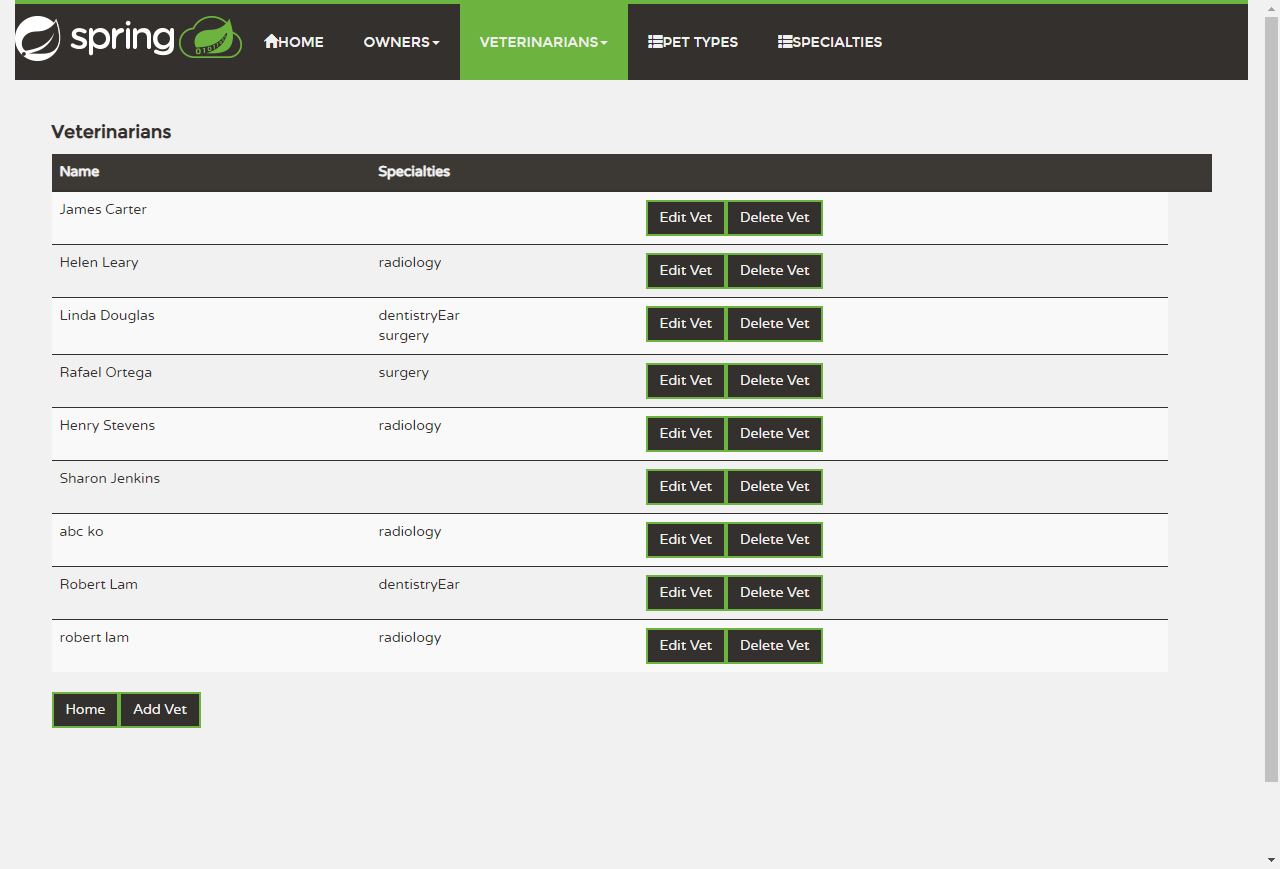 spring HOME OWNERS VETERINARIANS PET TYPES SPECIALTIES
Veterinarians
Name Specialties
James Carter Edit Vet Delete Vet
Helen Leary radiology Edit Vet Delete Vet
Linda Douglas dentistryEar Edit Vet Delete Vet
surgery
Rafael Ortega surgery Edit Vet Delete Vet
Henry Stevens radiology Edit Vet Delete Vet
Sharon Jenkins Edit Vet Delete Vet
abc ko radiology Edit Vet Delete Vet
Robert Lam dentistryEar Edit Vet Delete Vet
robert lam radiology Edit Vet Delete Vet
Home Add Vet